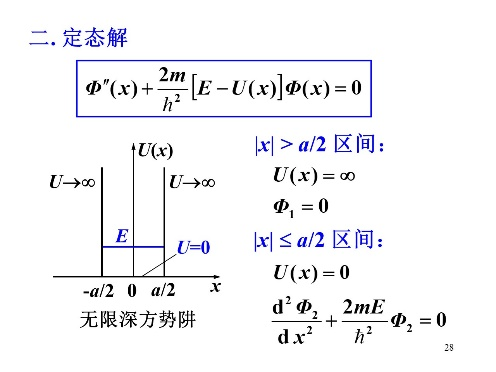 二. 定态解
Φ″(x) + 2m/ħ² [E − U(x)]Φ(x) = 0
U(x)
U→∞
U→∞
E
U=0
-a/2 0 a/2 x
无限深方势阱
|x| > a/2 区间：
U(x) = ∞
Φ₁ = 0
|x| ≤ a/2 区间：
U(x) = 0
d²Φ₂/dx² + 2mE/ħ² Φ₂ = 0
28